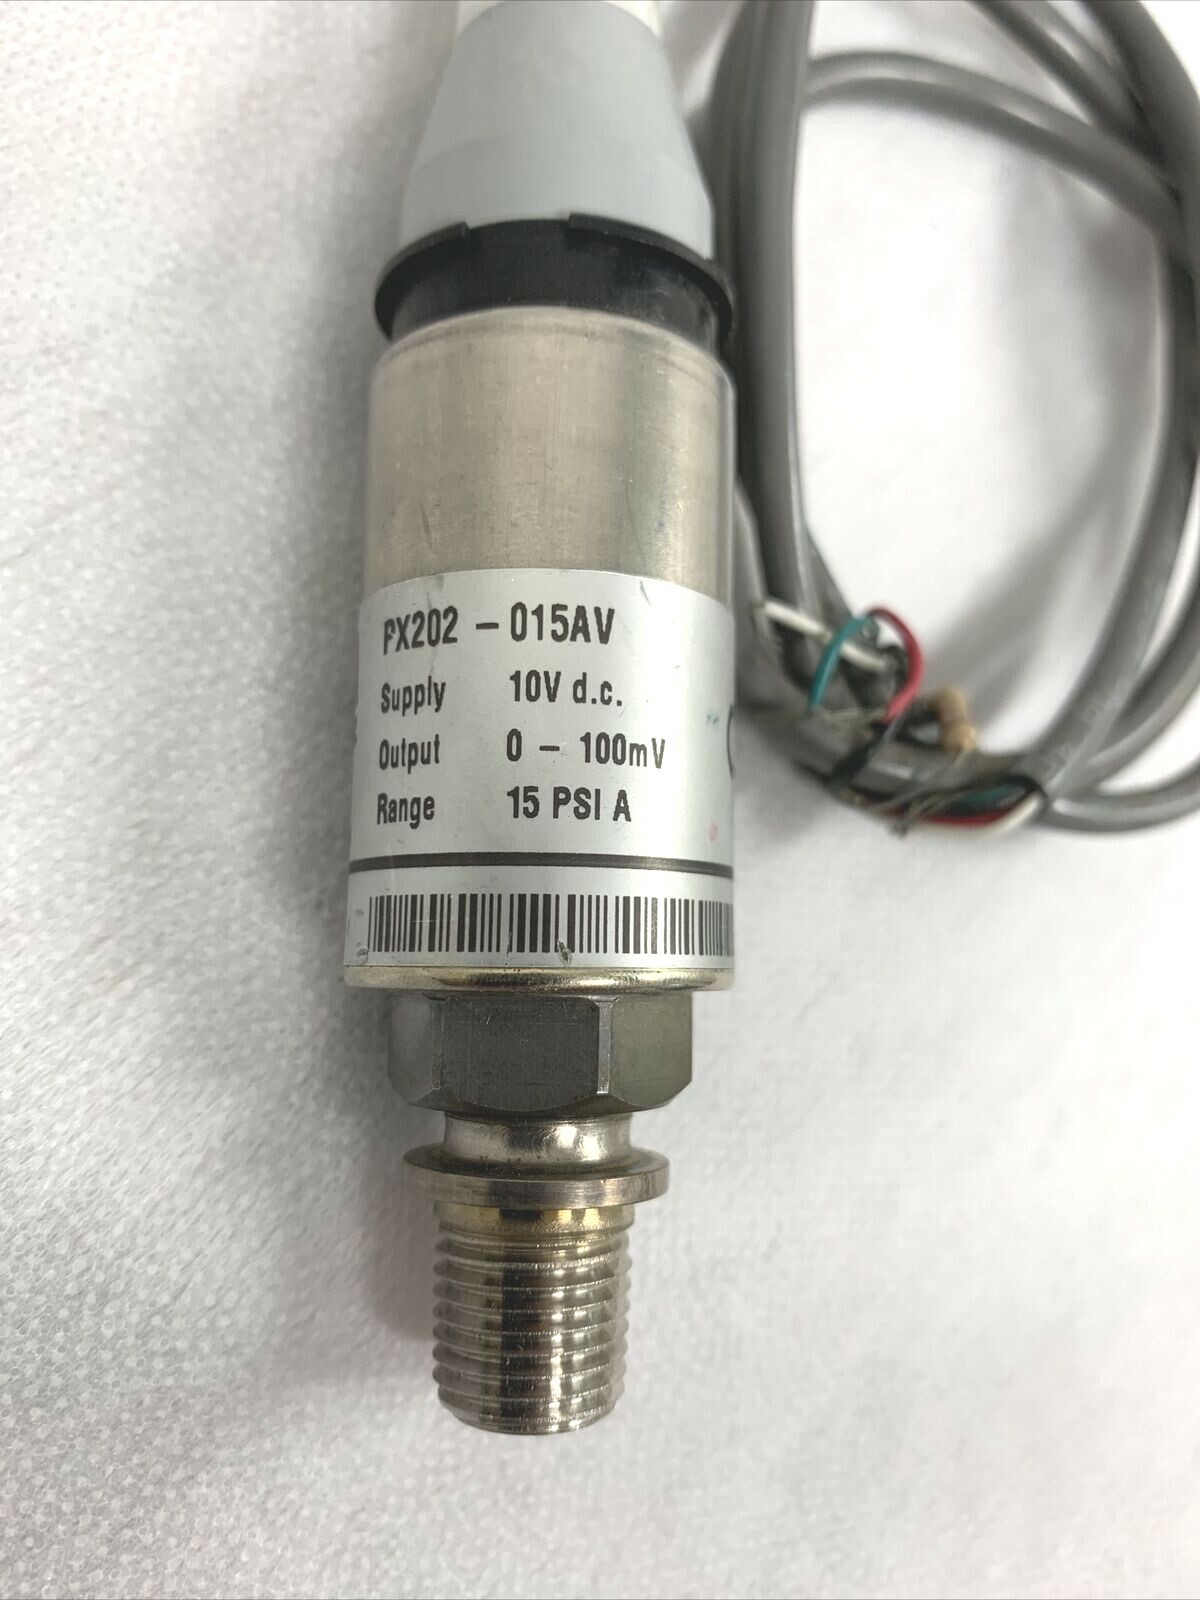 PX202 - 015AV
Supply 10V d.c.
Output 0 - 100mV
Range 15 PSI A